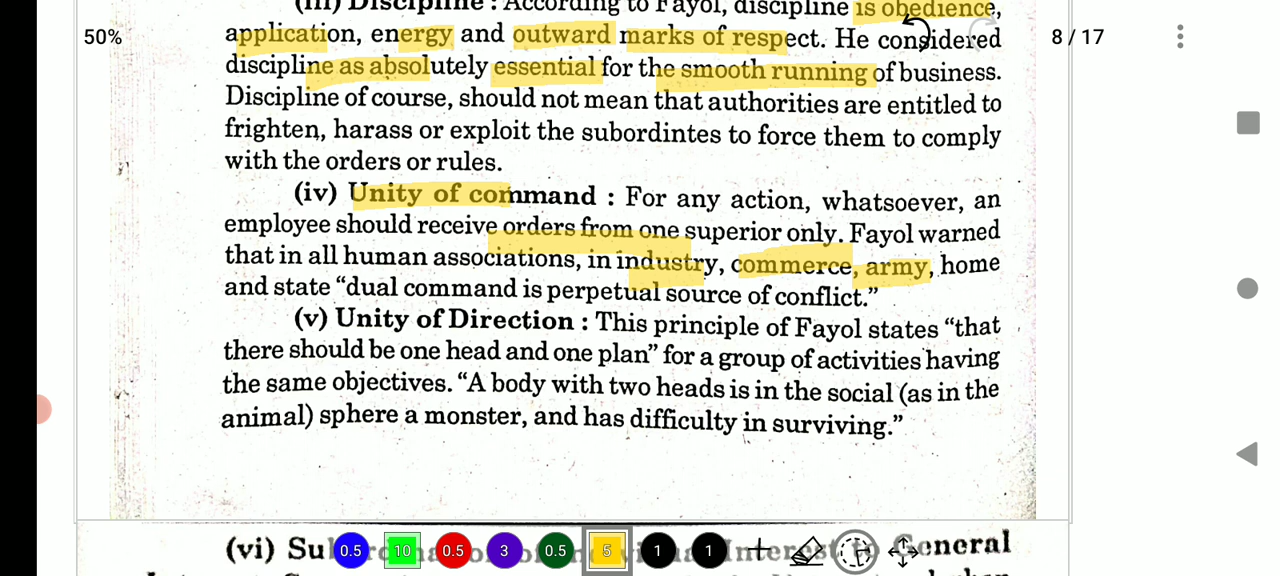 (iii) Discipline : According to Fayol, discipline is obedience,
50%
application, energy and outward marks of respect. He considered
8 / 17
discipline as absolutely essential for the smooth running of business.
Discipline of course, should not mean that authorities are entitled to
frighten, harass or exploit the subordintes to force them to comply
with the orders or rules.
(iv) Unity of command : For any action, whatsoever, an
employee should receive orders from one superior only. Fayol warned
that in all human associations, in industry, commerce, army, home
and state “dual command is perpetual source of conflict.”
(v) Unity of Direction : This principle of Fayol states “that
there should be one head and one plan” for a group of activities having
the same objectives. “A body with two heads is in the social (as in the
animal) sphere a monster, and has difficulty in surviving.”
(vi) Interest to General
0.5 10 0.5 3 0.5 5 1 1